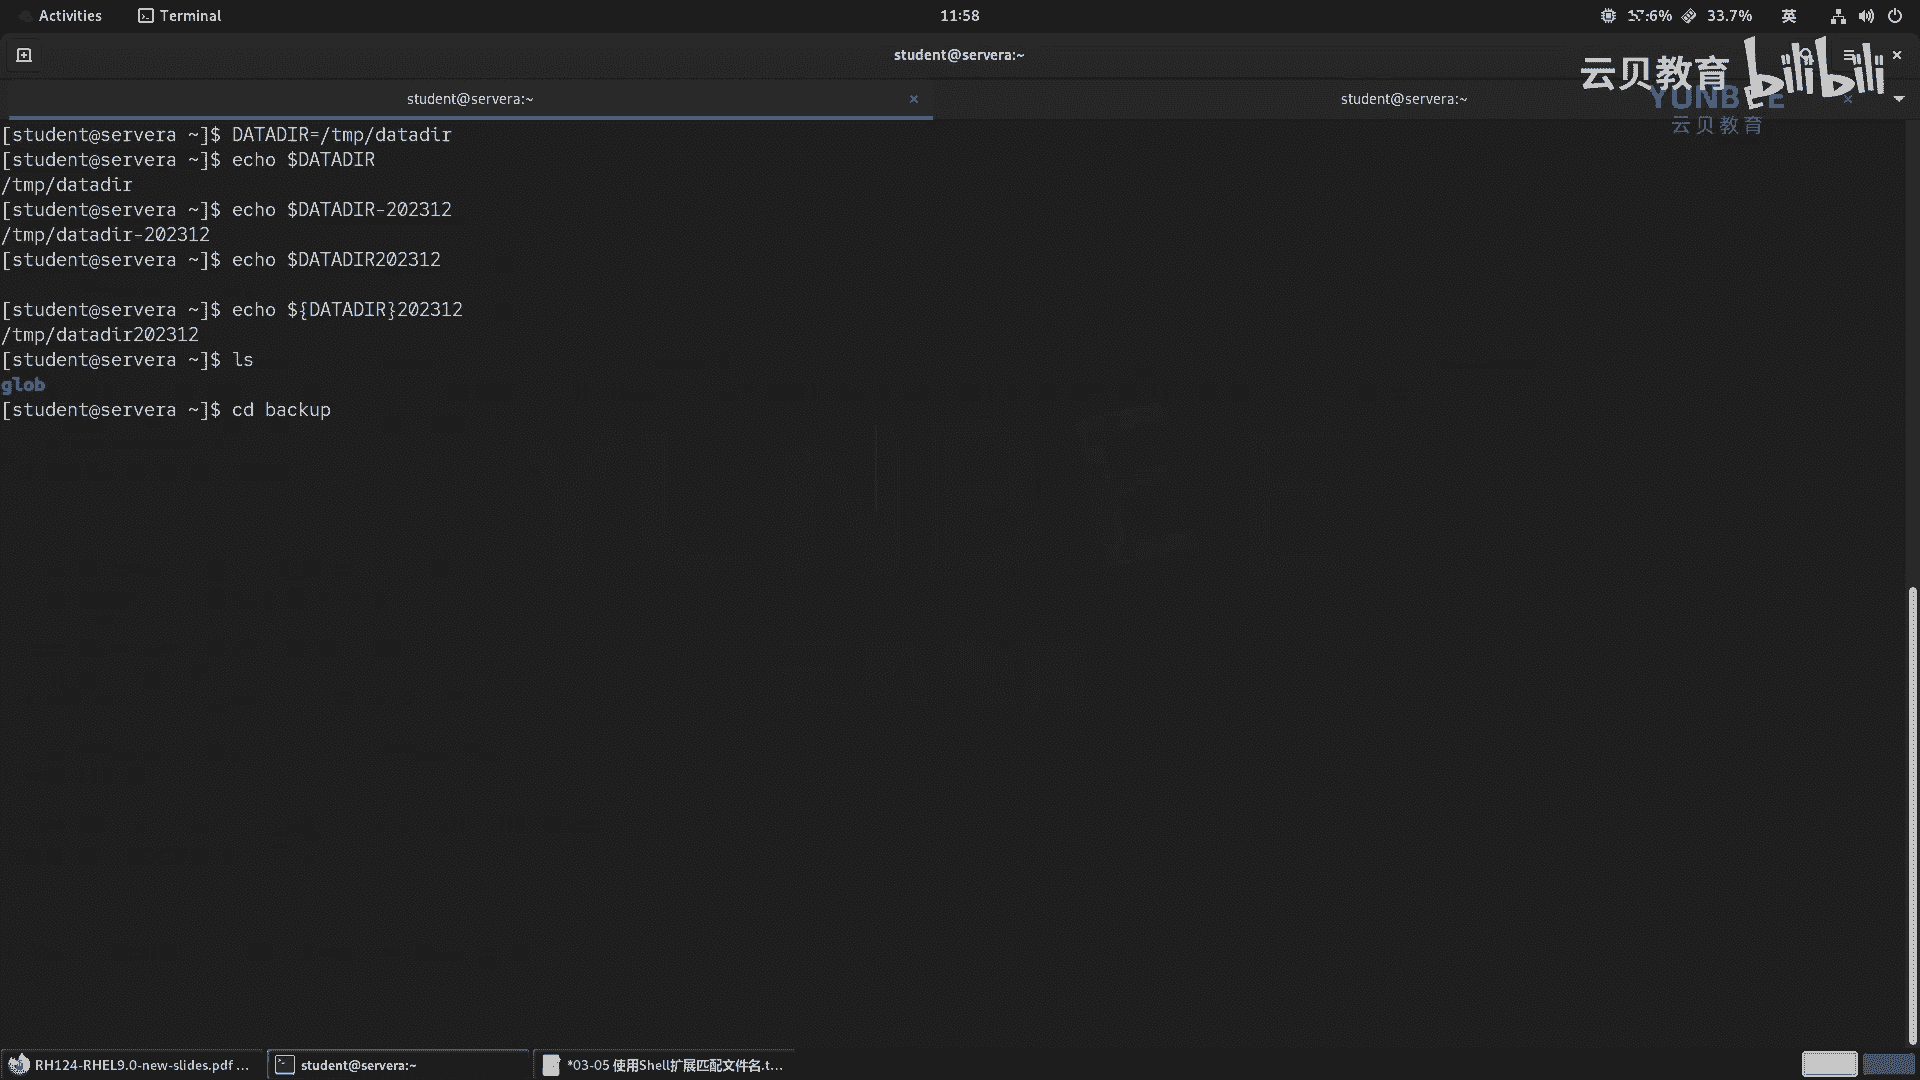 Activities
Terminal
11:58
33.7%
英
student@servera:~
云贝教育 bilibili
student@servera:~
student@servera:~
云贝教育
[student@servera ~]$ DATADIR=/tmp/datadir
[student@servera ~]$ echo $DATADIR
/tmp/datadir
[student@servera ~]$ echo $DATADIR-202312
/tmp/datadir-202312
[student@servera ~]$ echo $DATADIR202312
[student@servera ~]$ echo ${DATADIR}202312
/tmp/datadir202312
[student@servera ~]$ ls
glob
[student@servera ~]$ cd backup
RH124-RHEL9.0-new-slides.pdf ...
student@servera:~
*03-05 使用Shell扩展匹配文件名.t...